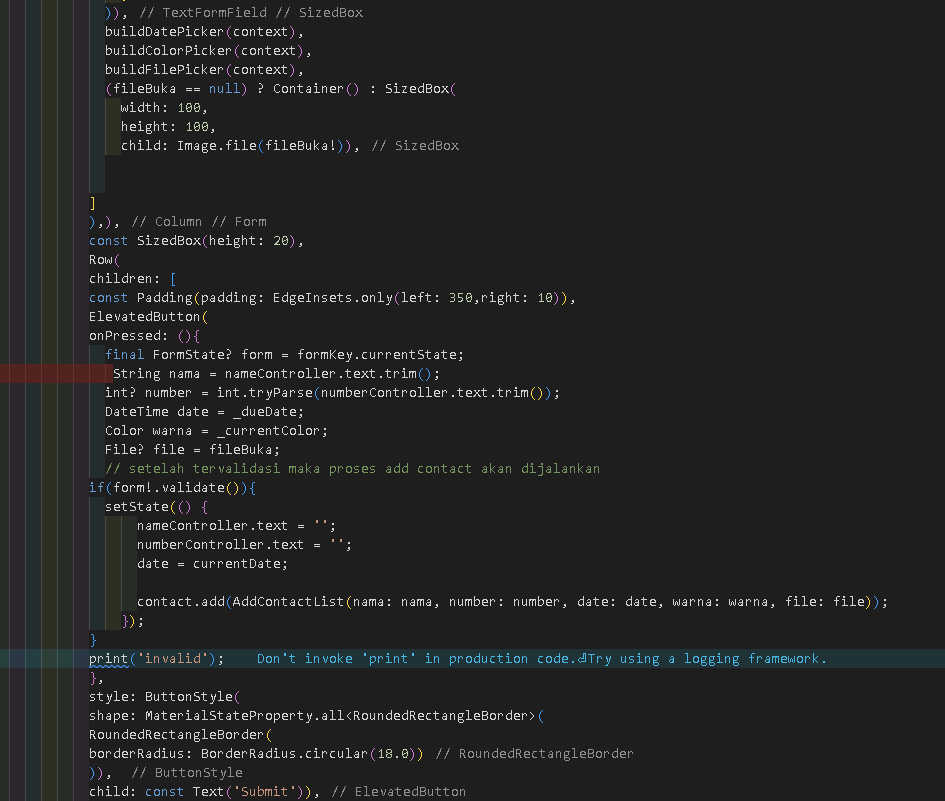 )), // TextFormField // SizedBox
buildDatePicker(context),
buildColorPicker(context),
buildFilePicker(context),
(fileBuka == null) ? Container() : SizedBox(
width: 100,
height: 100,
child: Image.file(fileBuka!)), // SizedBox
]
),), // Column // Form
const SizedBox(height: 20),
Row(
children: [
const Padding(padding: EdgeInsets.only(left: 350,right: 10)),
ElevatedButton(
onPressed: (){
final FormState? form = formKey.currentState;
String nama = nameController.text.trim();
int? number = int.tryParse(numberController.text.trim());
DateTime date = _dueDate;
Color warna = _currentColor;
File? file = fileBuka;
// setelah tervalidasi maka proses add contact akan dijalankan
if(form!.validate()){
setState(() {
nameController.text = '';
numberController.text = '';
date = currentDate;
contact.add(AddContactList(nama: nama, number: number, date: date, warna: warna, file: file));
});
}
print('invalid'); Don't invoke 'print' in production code.⏎Try using a logging framework.
},
style: ButtonStyle(
shape: MaterialStateProperty.all<RoundedRectangleBorder>(
RoundedRectangleBorder(
borderRadius: BorderRadius.circular(18.0)) // RoundedRectangleBorder
)), // ButtonStyle
child: const Text('Submit')), // ElevatedButton